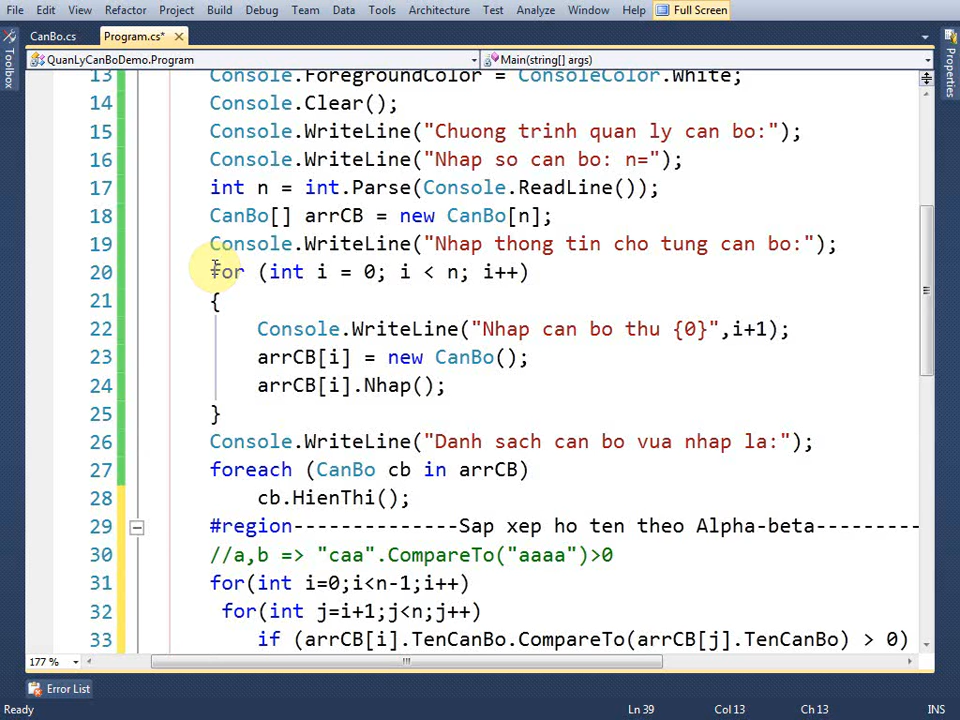 File Edit View Refactor Project Build Debug Team Data Tools Architecture Test Analyze Window Help Full Screen
CanBo.cs Program.cs*
Toolbox
Properties
QuanLyCanBoDemo.Program Main(string[] args)
13 Console.ForegroundColor = ConsoleColor.White;
14 Console.Clear();
15 Console.WriteLine("Chuong trinh quan ly can bo:");
16 Console.WriteLine("Nhap so can bo: n=");
17 int n = int.Parse(Console.ReadLine());
18 CanBo[] arrCB = new CanBo[n];
19 Console.WriteLine("Nhap thong tin cho tung can bo:");
20 for (int i = 0; i < n; i++)
21 {
22 Console.WriteLine("Nhap can bo thu {0}",i+1);
23 arrCB[i] = new CanBo();
24 arrCB[i].Nhap();
25 }
26 Console.WriteLine("Danh sach can bo vua nhap la:");
27 foreach (CanBo cb in arrCB)
28 cb.HienThi();
29 #region--------------Sap xep ho ten theo Alpha-beta---------
30 //a,b => "caa".CompareTo("aaaa")>0
31 for(int i=0;i<n-1;i++)
32 for(int j=i+1;j<n;j++)
33 if (arrCB[i].TenCanBo.CompareTo(arrCB[j].TenCanBo) > 0)
177 %
Error List
Ready Ln 39 Col 13 Ch 13 INS